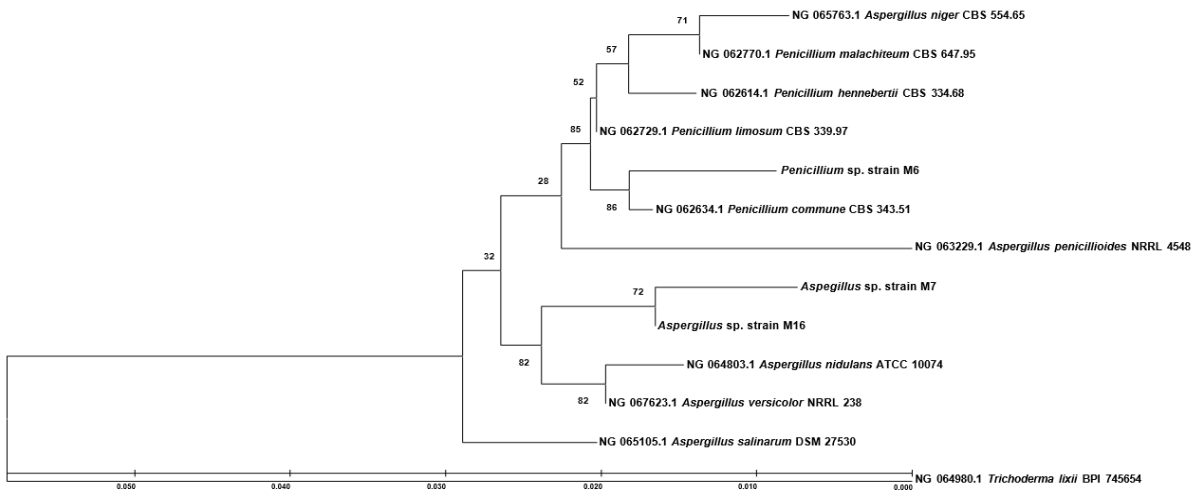 71
NG 065763.1 Aspergillus niger CBS 554.65
57
NG 062770.1 Penicillium malachiteum CBS 647.95
52
NG 062614.1 Penicillium hennebertii CBS 334.68
85
NG 062729.1 Penicillium limosum CBS 339.97
28
Penicillium sp. strain M6
86
NG 062634.1 Penicillium commune CBS 343.51
32
NG 063229.1 Aspergillus penicillioides NRRL 4548
72
Aspegillus sp. strain M7
Aspergillus sp. strain M16
82
NG 064803.1 Aspergillus nidulans ATCC 10074
82
NG 067623.1 Aspergillus versicolor NRRL 238
NG 065105.1 Aspergillus salinarum DSM 27530
NG 064980.1 Trichoderma lixii BPI 745654
0.050 0.040 0.030 0.020 0.010 0.000